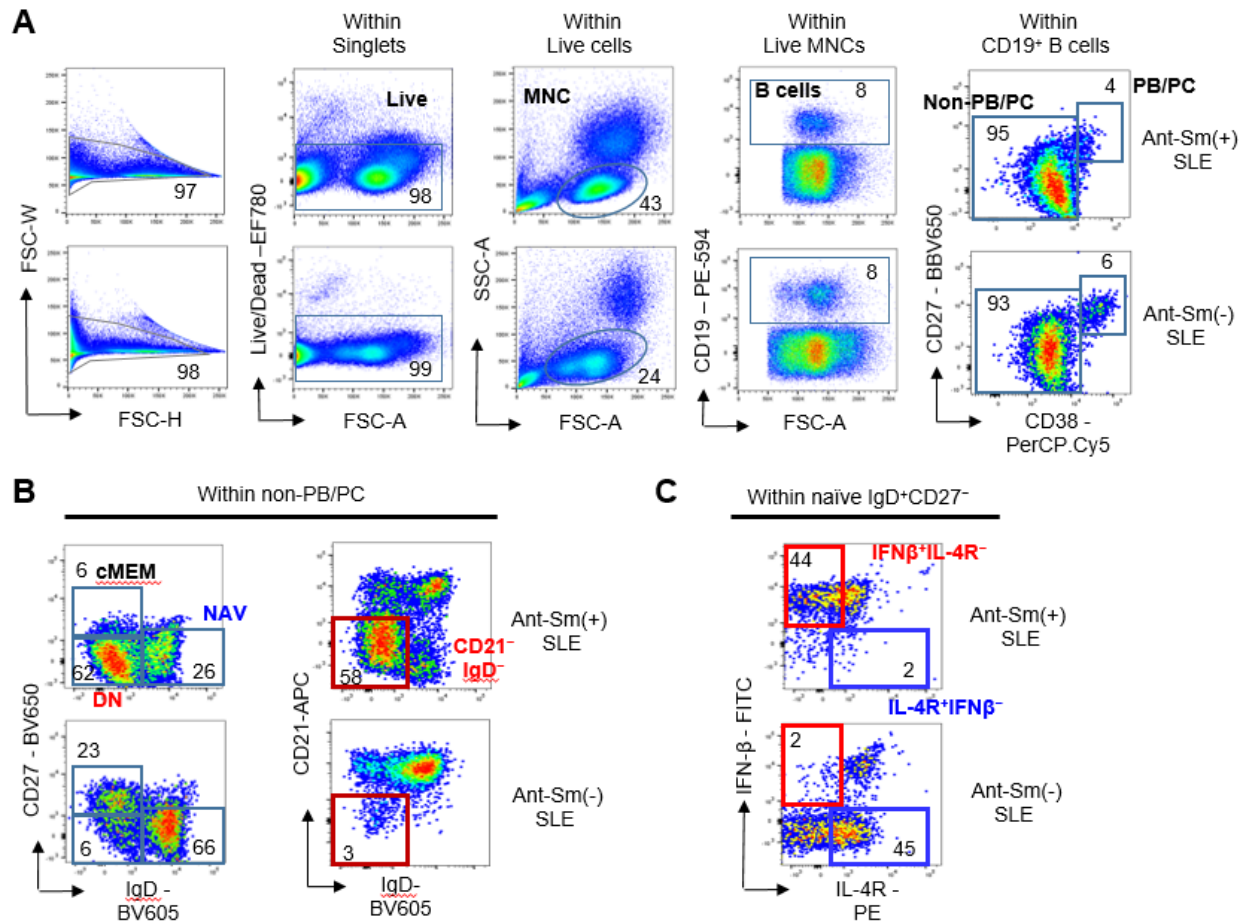 A
Within
Singlets
Within
Live cells
Within
Live MNCs
Within
CD19⁺ B cells
FSC-W
97
98
FSC-H
Live/Dead –EF780
Live
98
99
FSC-A
SSC-A
MNC
43
24
FSC-A
CD19 – PE-594
B cells
8
8
FSC-A
CD27 - BBV650
Non-PB/PC
95
4
PB/PC
Ant-Sm(+)
SLE
93
6
Ant-Sm(-)
SLE
CD38 -
PerCP.Cy5
B
Within non-PB/PC
CD27 - BV650
6
cMEM
NAV
62
26
DN
23
6
66
IgD -
BV605
CD21-APC
CD21⁻
IgD⁻
58
Ant-Sm(+)
SLE
3
Ant-Sm(-)
SLE
IgD-
BV605
C
Within naïve IgD⁺CD27⁻
IFN-β - FITC
44
IFNβ⁺IL-4R⁻
Ant-Sm(+)
SLE
2
IL-4R⁺IFNβ⁻
2
Ant-Sm(-)
SLE
45
IL-4R -
PE